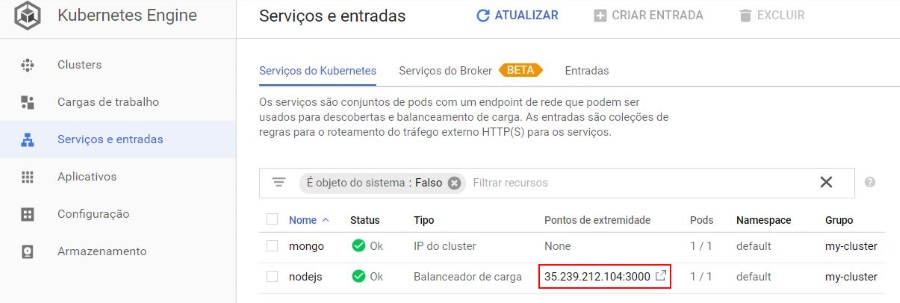 Kubernetes Engine
Serviços e entradas
ATUALIZAR
CRIAR ENTRADA
EXCLUIR
Clusters
Cargas de trabalho
Serviços e entradas
Aplicativos
Configuração
Armazenamento
Serviços do Kubernetes Serviços do Broker BETA Entradas
Os serviços são conjuntos de pods com um endpoint de rede que podem ser
usados para descobertas e balanceamento de carga. As entradas são coleções de
regras para o roteamento do tráfego externo HTTP(S) para os serviços.
É objeto do sistema : Falso Filtrar recursos
Nome Status Tipo Pontos de extremidade Pods Namespace Grupo
mongo Ok IP do cluster None 1 / 1 default my-cluster
nodejs Ok Balanceador de carga 35.239.212.104:3000 1 / 1 default my-cluster